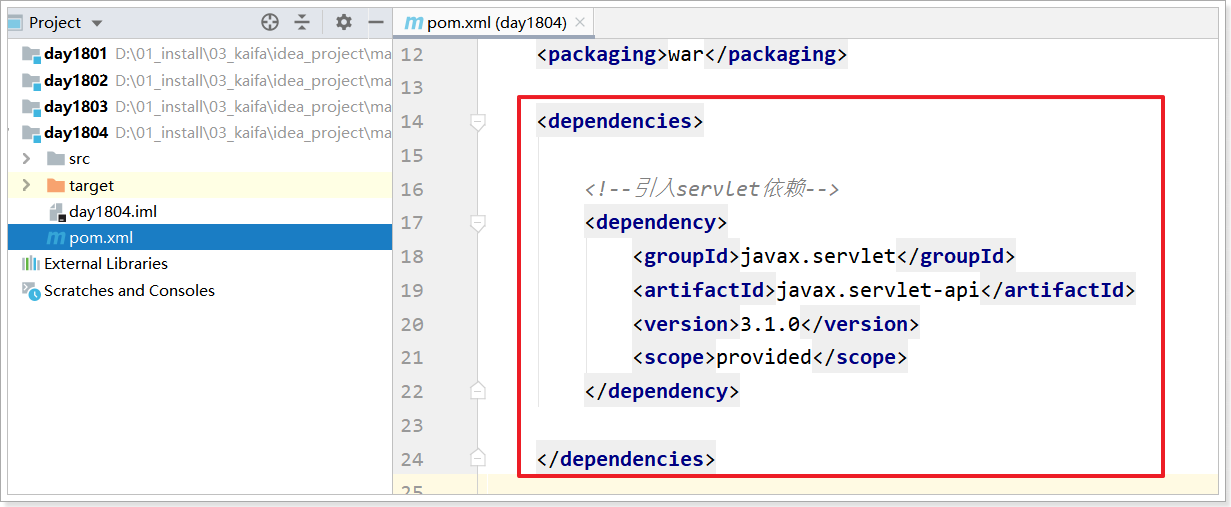 Project
day1801 D:\01_install\03_kaifa\idea_project\ma
day1802 D:\01_install\03_kaifa\idea_project\ma
day1803 D:\01_install\03_kaifa\idea_project\ma
day1804 D:\01_install\03_kaifa\idea_project\ma
src
target
day1804.iml
pom.xml
External Libraries
Scratches and Consoles
pom.xml (day1804)
12 <packaging>war</packaging>
13
14 <dependencies>
15
16 <!--引入servlet依赖-->
17 <dependency>
18 <groupId>javax.servlet</groupId>
19 <artifactId>javax.servlet-api</artifactId>
20 <version>3.1.0</version>
21 <scope>provided</scope>
22 </dependency>
23
24 </dependencies>
25